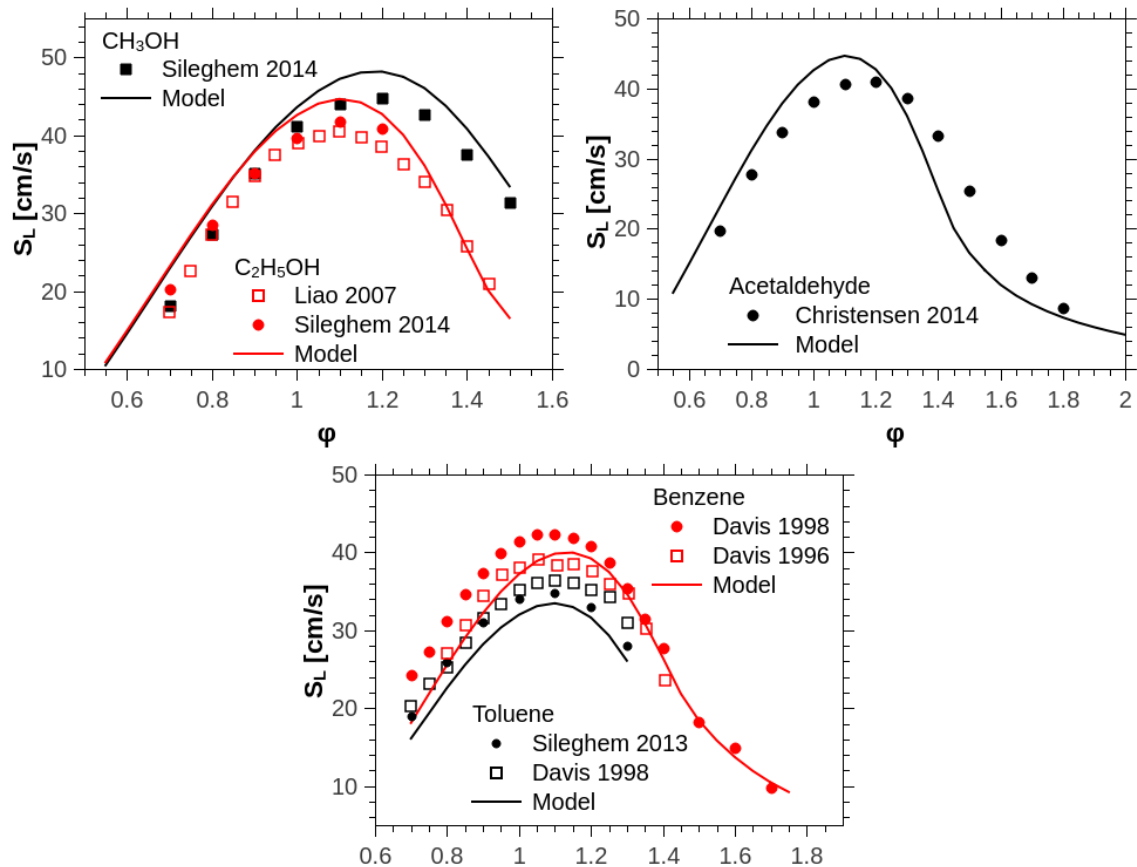 CH₃OH
Sileghem 2014
Model
C₂H₅OH
Liao 2007
Sileghem 2014
Model
S_L [cm/s]
50
40
30
20
10
0.6 0.8 1 1.2 1.4 1.6
φ
Acetaldehyde
Christensen 2014
Model
S_L [cm/s]
50
40
30
20
10
0
0.6 0.8 1 1.2 1.4 1.6 1.8 2
φ
Benzene
Davis 1998
Davis 1996
Model
Toluene
Sileghem 2013
Davis 1998
Model
S_L [cm/s]
50
40
30
20
10
0.6 0.8 1 1.2 1.4 1.6 1.8